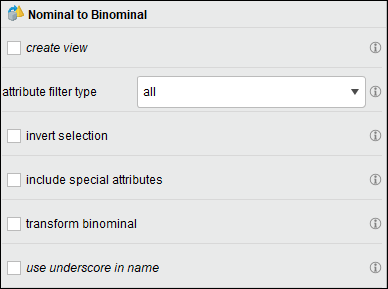 Nominal to Binominal
create view
attribute filter type all
invert selection
include special attributes
transform binominal
use underscore in name